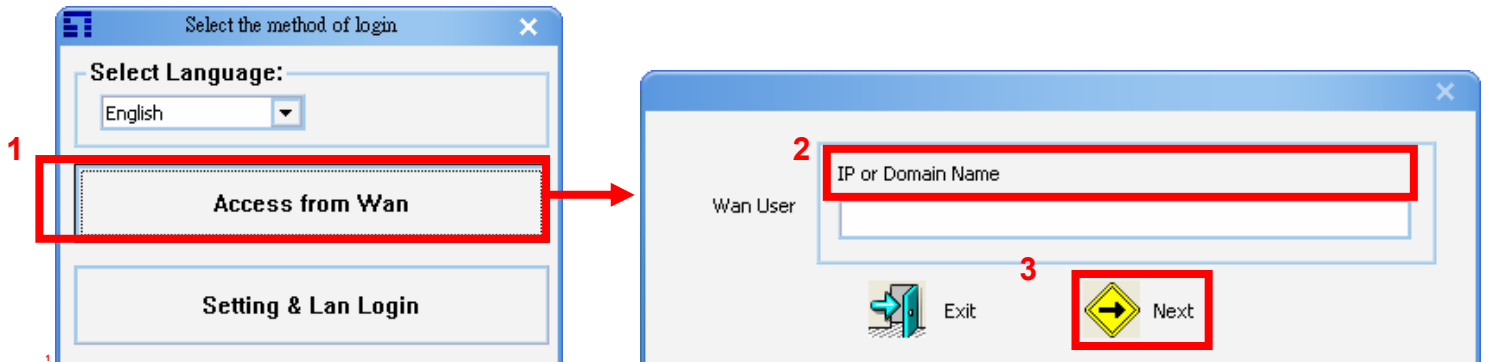 Select the method of login
Select Language:
English
1
Access from Wan
Setting & Lan Login
1
2
IP or Domain Name
Wan User
3
Exit
Next